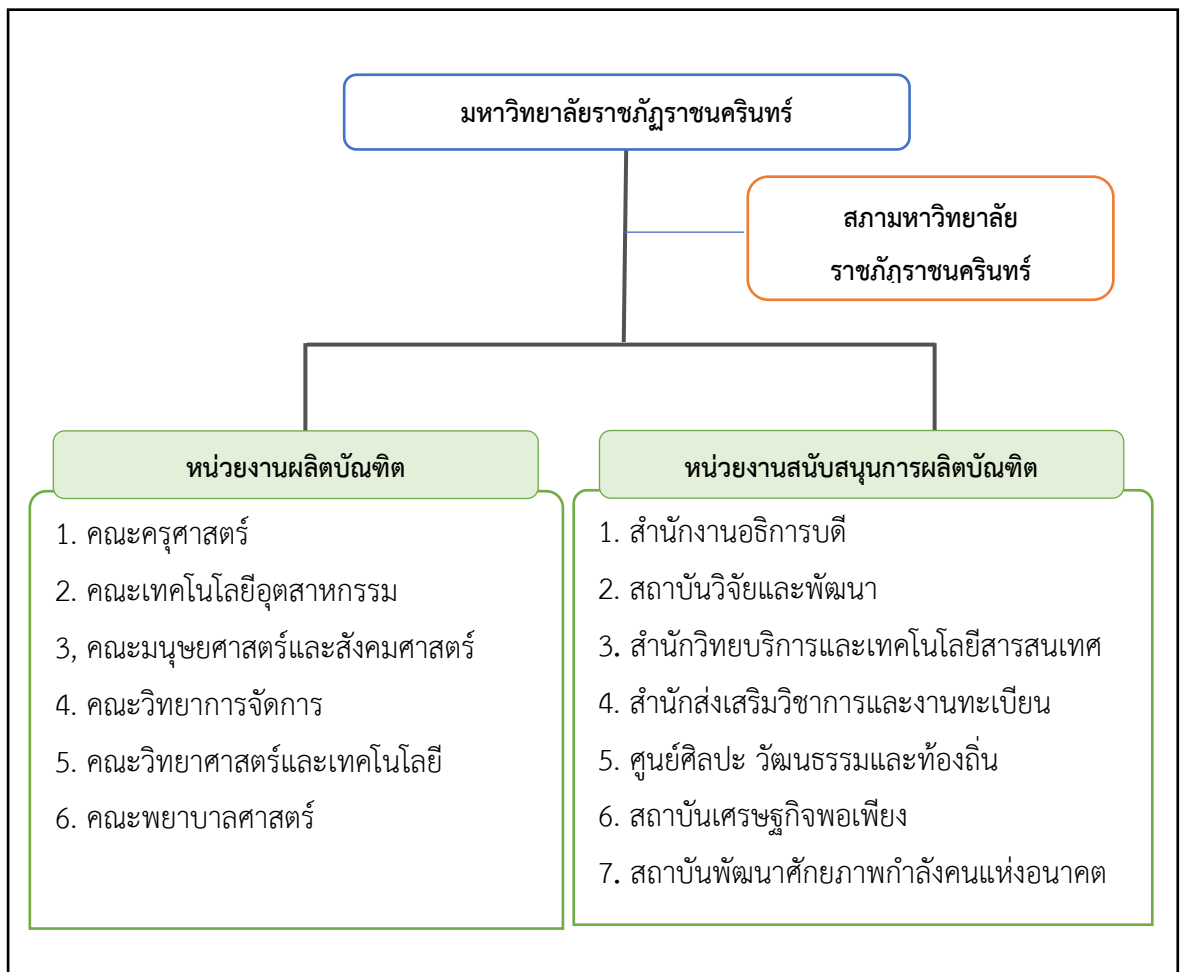 มหาวิทยาลัยราชภัฏราชนครินทร์
สภามหาวิทยาลัย
ราชภัฏราชนครินทร์
หน่วยงานผลิตบัณฑิต
1. คณะครุศาสตร์
2. คณะเทคโนโลยีอุตสาหกรรม
3, คณะมนุษยศาสตร์และสังคมศาสตร์
4. คณะวิทยาการจัดการ
5. คณะวิทยาศาสตร์และเทคโนโลยี
6. คณะพยาบาลศาสตร์
หน่วยงานสนับสนุนการผลิตบัณฑิต
1. สำนักงานอธิการบดี
2. สถาบันวิจัยและพัฒนา
3. สำนักวิทยบริการและเทคโนโลยีสารสนเทศ
4. สำนักส่งเสริมวิชาการและงานทะเบียน
5. ศูนย์ศิลปะ วัฒนธรรมและท้องถิ่น
6. สถาบันเศรษฐกิจพอเพียง
7. สถาบันพัฒนาศักยภาพกำลังคนแห่งอนาคต